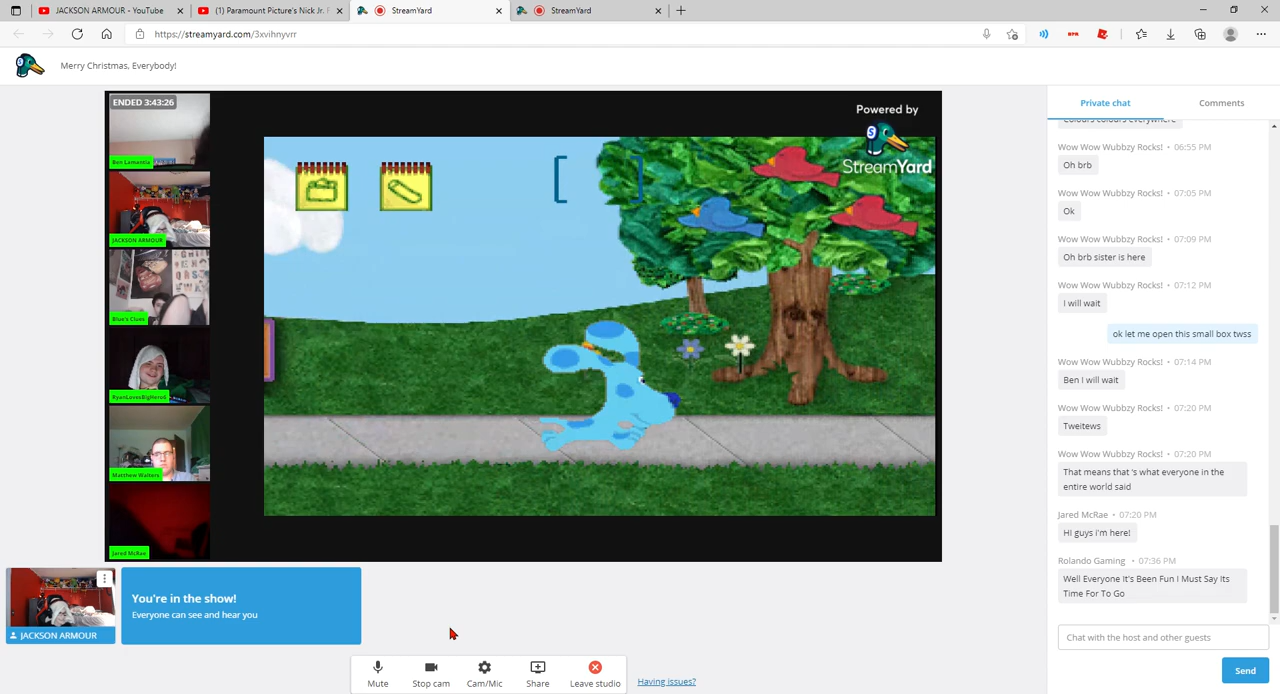 JACKSON ARMOUR - YouTube
(1) Paramount Picture's Nick Jr. F
StreamYard
StreamYard
https://streamyard.com/3xvihnyvrr
Merry Christmas, Everybody!
ENDED 3:43:26
Ben Lamantia
JACKSON ARMOUR
Blue's Clues
RyanLovesBigHero6
Matthew Walters
Jared McRae
Powered by
StreamYard
JACKSON ARMOUR
You're in the show!
Everyone can see and hear you
Mute
Stop cam
Cam/Mic
Share
Leave studio
Having issues?
Private chat
Comments
Colours colours everywhere
Wow Wow Wubbzy Rocks! • 06:55 PM
Oh brb
Wow Wow Wubbzy Rocks! • 07:05 PM
Ok
Wow Wow Wubbzy Rocks! • 07:09 PM
Oh brb sister is here
Wow Wow Wubbzy Rocks! • 07:12 PM
I will wait
ok let me open this small box twss
Wow Wow Wubbzy Rocks! • 07:14 PM
Ben I will wait
Wow Wow Wubbzy Rocks! • 07:20 PM
Tweitews
Wow Wow Wubbzy Rocks! • 07:20 PM
That means that 's what everyone in the
entire world said
Jared McRae • 07:20 PM
HI guys i'm here!
Rolando Gaming • 07:36 PM
Well Everyone It's Been Fun I Must Say Its
Time For To Go
Chat with the host and other guests
Send